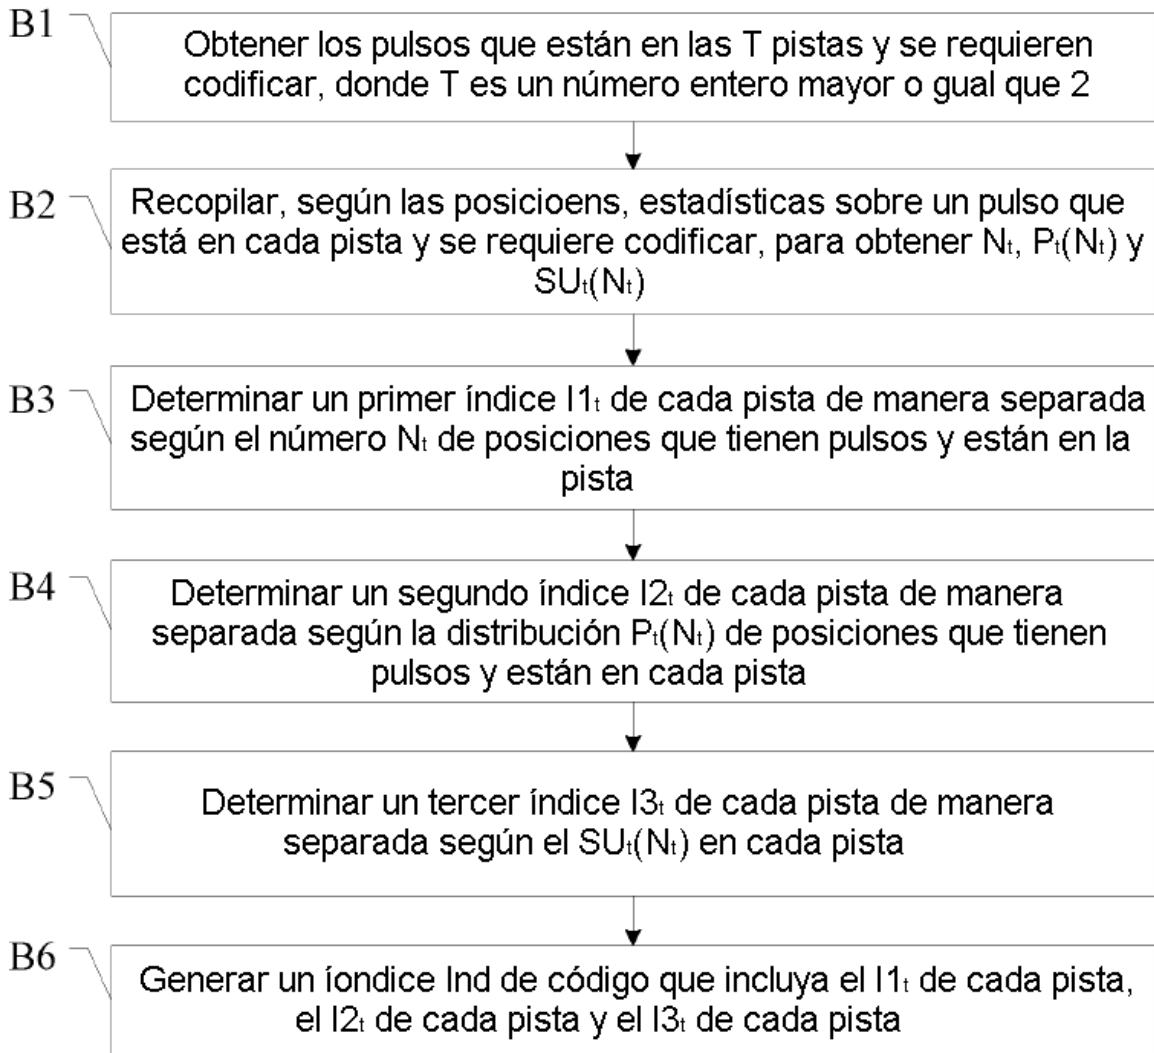 B1
Obtener los pulsos que están en las T pistas y se requieren
codificar, donde T es un número entero mayor o gual que 2
B2
Recopilar, según las posicioens, estadísticas sobre un pulso que
está en cada pista y se requiere codificar, para obtener Nₜ, Pₜ(Nₜ) y
SUₜ(Nₜ)
B3
Determinar un primer índice I1ₜ de cada pista de manera separada
según el número Nₜ de posiciones que tienen pulsos y están en la
pista
B4
Determinar un segundo índice I2ₜ de cada pista de manera
separada según la distribución Pₜ(Nₜ) de posiciones que tienen
pulsos y están en cada pista
B5
Determinar un tercer índice I3ₜ de cada pista de manera
separada según el SUₜ(Nₜ) en cada pista
B6
Generar un íondice Ind de código que incluya el I1ₜ de cada pista,
el I2ₜ de cada pista y el I3ₜ de cada pista